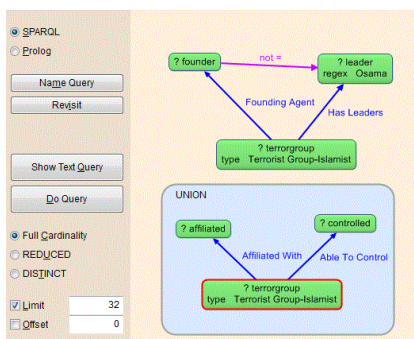 SPARQL
Prolog
Name Query
Revisit
Show Text Query
Do Query
Full Cardinality
REDUCED
DISTINCT
Limit 32
Offset 0
? founder
not =
? leader
regex Osama
Founding Agent
Has Leaders
? terrorgroup
type Terrorist Group-Islamist
UNION
? affiliated
? controlled
Affiliated With
Able To Control
? terrorgroup
type Terrorist Group-Islamist